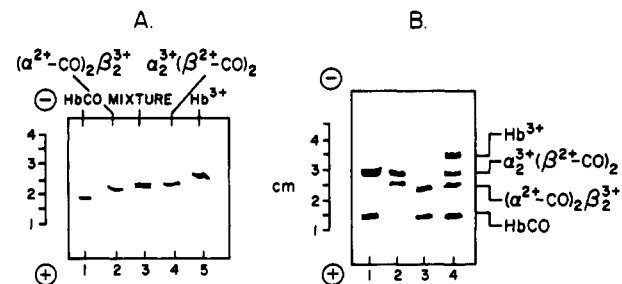 A.
B.
(α²⁺–CO)₂β₂³⁺ α₂³⁺(β²⁺–CO)₂
⊖ HbCO MIXTURE Hb³⁺
4
3
2
1
⊕ 1 2 3 4 5
⊖
4
3
cm
2
1
⊕ 1 2 3 4
Hb³⁺
α₂³⁺(β²⁺–CO)₂
(α²⁺–CO)₂β₂³⁺
HbCO